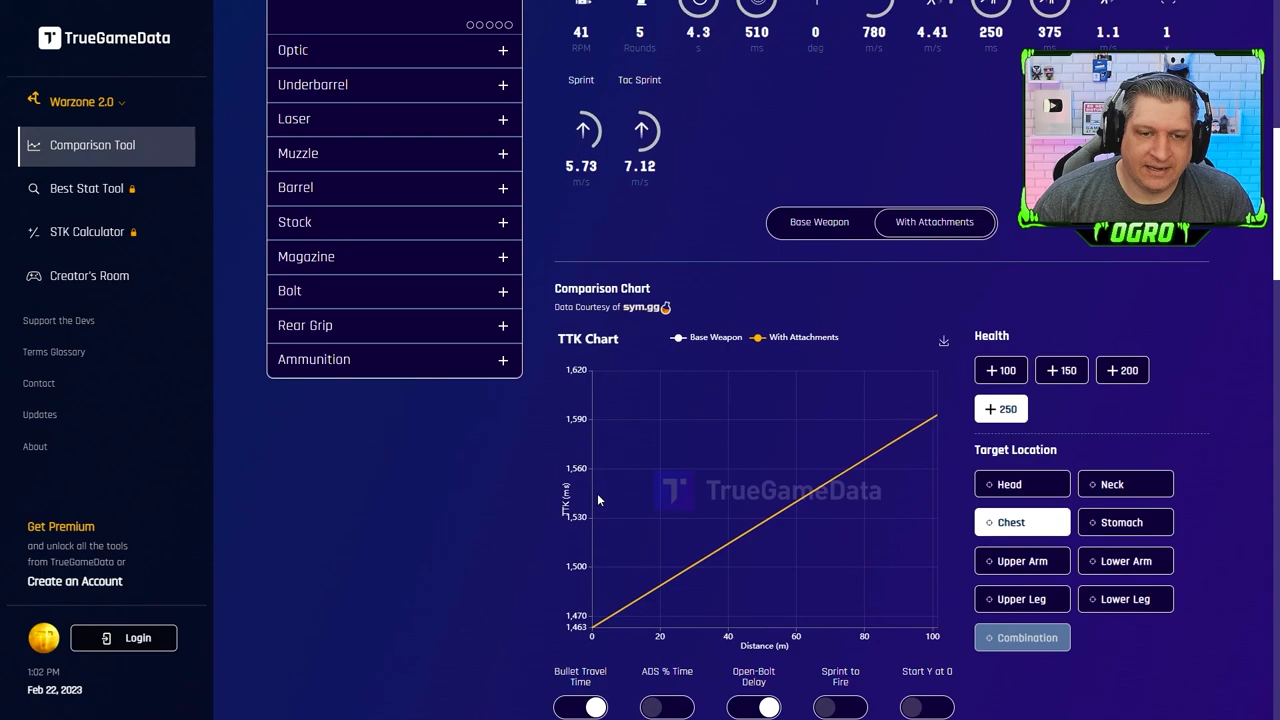 TrueGameData
Warzone 2.0
Comparison Tool
Best Stat Tool
STK Calculator
Creator's Room
Support the Devs
Terms Glossary
Contact
Updates
About
Get Premium
and unlock all the tools
from TrueGameData or
Create an Account
Login
1:02 PM
Feb 22, 2023
Optic +
Underbarrel +
Laser +
Muzzle +
Barrel +
Stock +
Magazine +
Bolt +
Rear Grip +
Ammunition +
41 5 4.3 510 0 780 4.41 250 375 1.1 1
RPM Rounds s ms deg m/s m/s ms ms m/s x
Sprint Tac Sprint
5.73 7.12
m/s m/s
Base Weapon With Attachments
OGRO
Comparison Chart
Data Courtesy of sym.gg
TTK Chart
Base Weapon With Attachments
1,620
1,590
1,560
1,530
1,500
1,470
1,463
TTK (ms)
TrueGameData
0 20 40 60 80 100
Distance (m)
Bullet Travel Time
ADS % Time
Open-Bolt Delay
Sprint to Fire
Start Y at 0
Health
+ 100 + 150 + 200
+ 250
Target Location
Head Neck
Chest Stomach
Upper Arm Lower Arm
Upper Leg Lower Leg
Combination